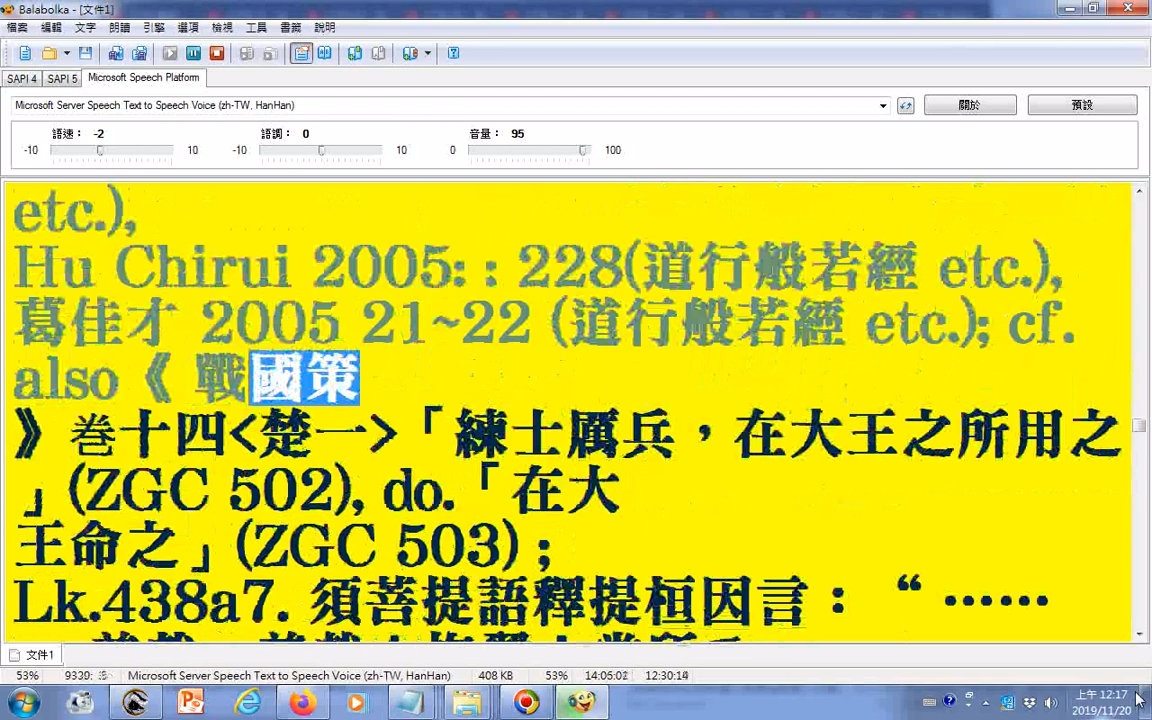 Balabolka - [文件1]
檔案 編輯 文字 朗讀 引擎 選項 檢視 工具 書籤 說明
SAPI 4 SAPI 5 Microsoft Speech Platform
Microsoft Server Speech Text to Speech Voice (zh-TW, HanHan) 關於 預設
語速： -2 語調： 0 音量： 95
-10 10 -10 10 0 100
etc.),
Hu Chirui 2005: : 228(道行般若經 etc.),
葛佳才 2005 21~22 (道行般若經 etc.); cf.
also《 戰國策
》卷十四<楚一>「練士厲兵，在大王之所用之
」(ZGC 502), do.「在大
王命之」(ZGC 503)；
Lk.438a7. 須菩提語釋提桓因言：“……
文件1
53% 9320: Microsoft Server Speech Text to Speech Voice (zh-TW, HanHan) 408 KB 53% 14:05:02 12:30:14
上午 12:17
2019/11/20